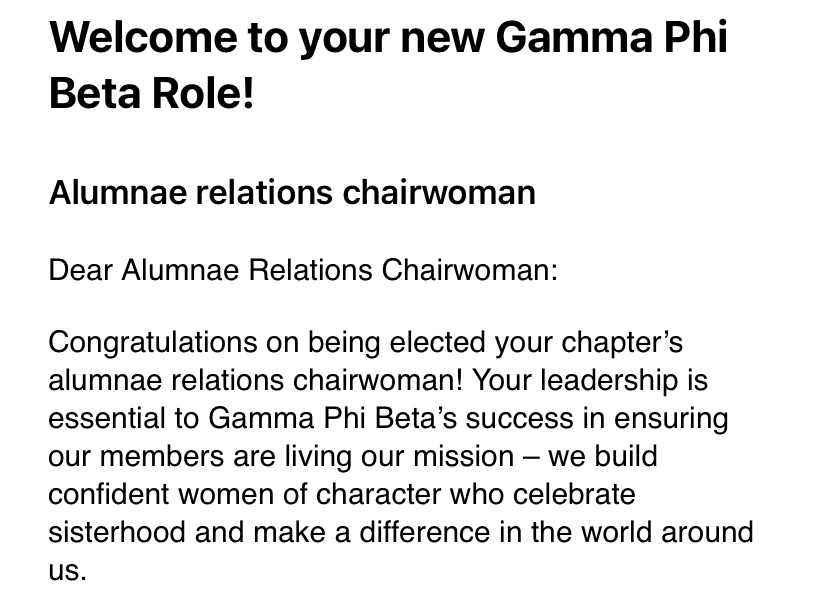 Welcome to your new Gamma Phi
Beta Role!
Alumnae relations chairwoman
Dear Alumnae Relations Chairwoman:
Congratulations on being elected your chapter’s
alumnae relations chairwoman! Your leadership is
essential to Gamma Phi Beta’s success in ensuring
our members are living our mission – we build
confident women of character who celebrate
sisterhood and make a difference in the world around
us.